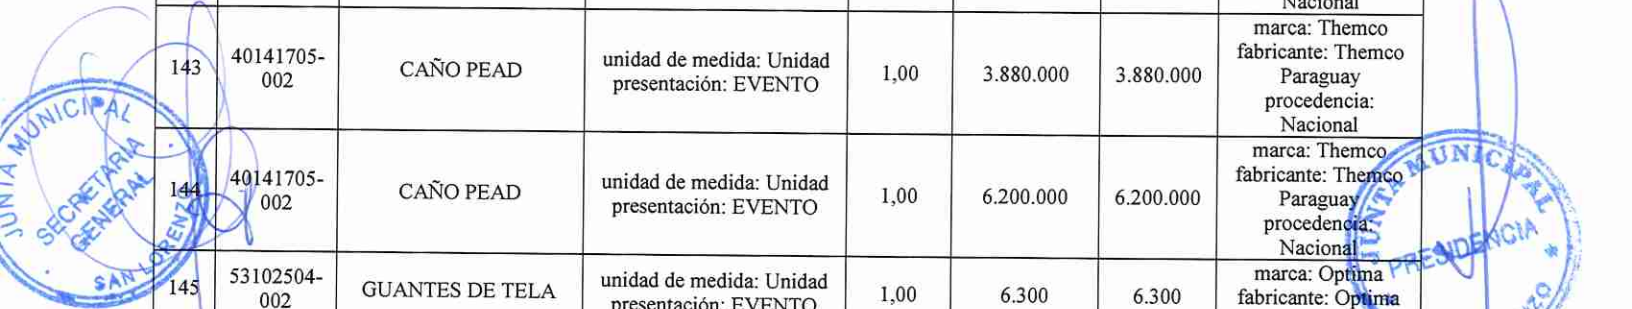 Nacional
143
40141705-
002
CAÑO PEAD
unidad de medida: Unidad
presentación: EVENTO
1,00
3.880.000
3.880.000
marca: Themco
fabricante: Themco
Paraguay
procedencia:
Nacional
144
40141705-
002
CAÑO PEAD
unidad de medida: Unidad
presentación: EVENTO
1,00
6.200.000
6.200.000
marca: Themco
fabricante: Themco
Paraguay
procedencia:
Nacional
145
53102504-
002
GUANTES DE TELA
unidad de medida: Unidad
presentación: EVENTO
1,00
6.300
6.300
marca: Optima
fabricante: Optima
JUNTA MUNICIPAL
SECRETARIA
GENERAL
SAN LORENZO
JUNTA MUNICIPAL
PRESIDENCIA